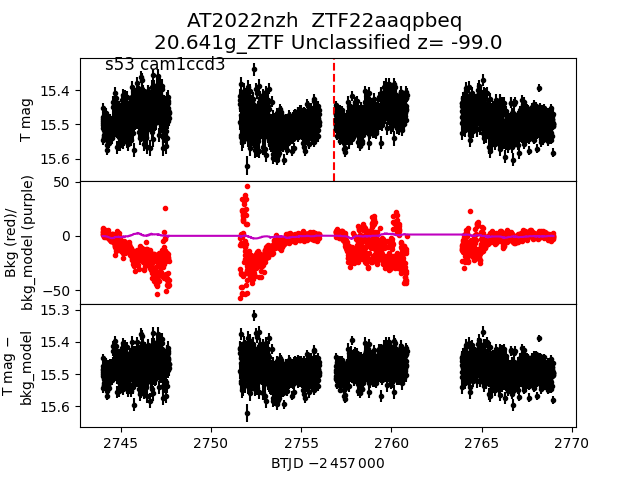 AT2022nzh  ZTF22aaqpbeq
20.641g_ZTF Unclassified z= -99.0
s53 cam1ccd3
T mag
15.4
15.5
15.6
Bkg (red)/
bkg_model (purple)
50
0
−50
T mag −
bkg_model
15.3
15.4
15.5
15.6
2745 2750 2755 2760 2765 2770
BTJD −2 457 000